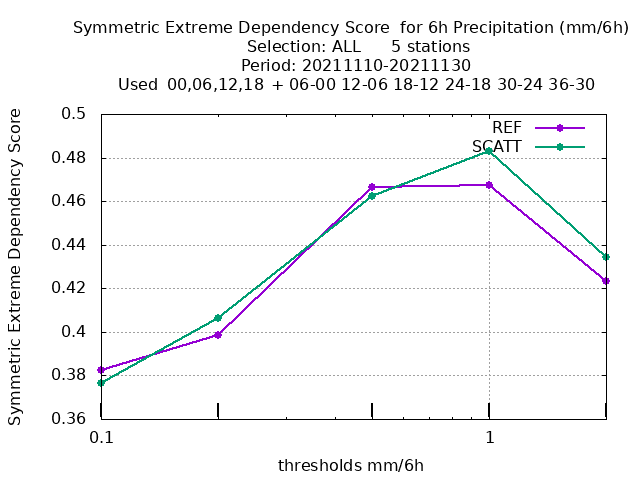 Symmetric Extreme Dependency Score  for 6h Precipitation (mm/6h)
Selection: ALL      5 stations
Period: 20211110-20211130
Used  00,06,12,18  + 06-00 12-06 18-12 24-18 30-24 36-30
Symmetric Extreme Dependency Score
0.5
0.48
0.46
0.44
0.42
0.4
0.38
0.36
REF
SCATT
0.1
1
thresholds mm/6h